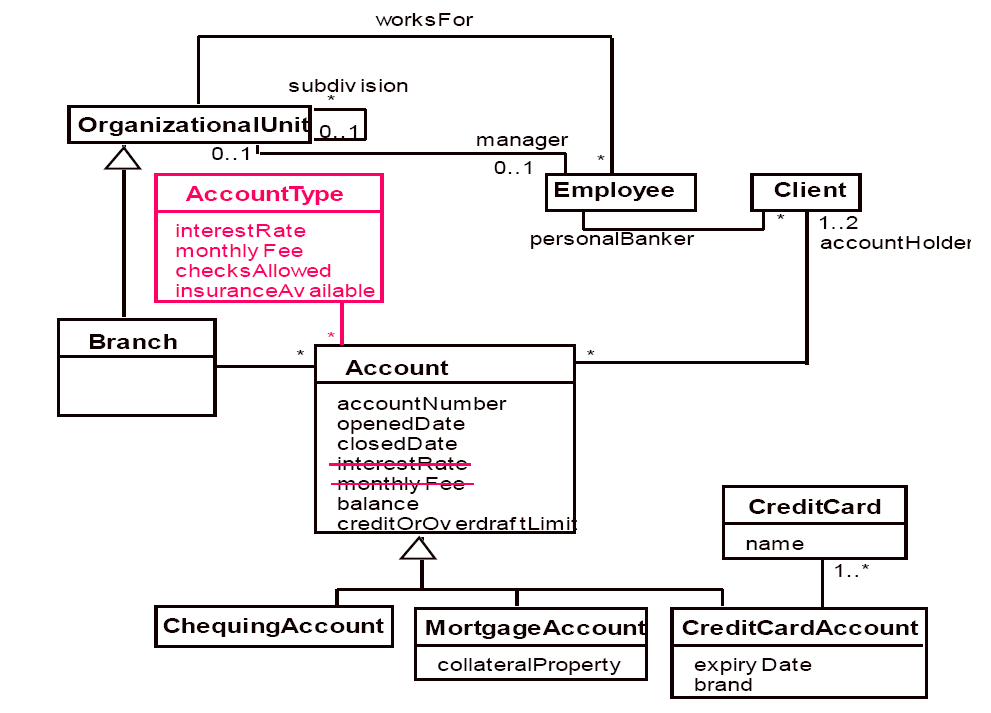 worksFor
subdivision
*
OrganizationalUnit
0..1
0..1
manager
0..1
*
AccountType
interestRate
monthlyFee
checksAllowed
insuranceAvailable
Employee
Client
*
1..2
personalBanker
accountHolder
Branch
*
*
*
Account
accountNumber
openedDate
closedDate
interestRate
monthlyFee
balance
creditOrOverdraftLimit
CreditCard
name
1..*
ChequingAccount
MortgageAccount
collateralProperty
CreditCardAccount
expiryDate
brand